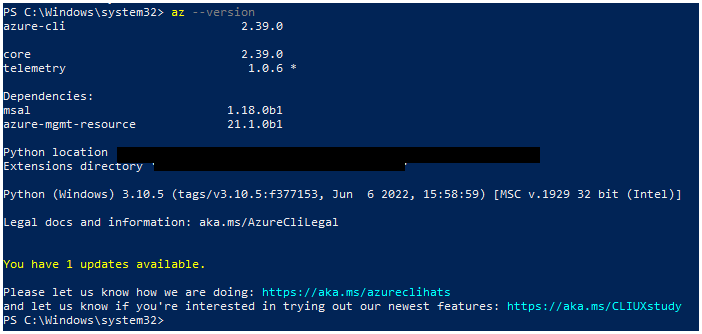 PS C:\Windows\system32> az --version
azure-cli 2.39.0
core 2.39.0
telemetry 1.0.6 *
Dependencies:
msal 1.18.0b1
azure-mgmt-resource 21.1.0b1
Python location
Extensions directory
Python (Windows) 3.10.5 (tags/v3.10.5:f377153, Jun  6 2022, 15:58:59) [MSC v.1929 32 bit (Intel)]
Legal docs and information: aka.ms/AzureCliLegal
You have 1 updates available.
Please let us know how we are doing: https://aka.ms/azureclihats
and let us know if you're interested in trying out our newest features: https://aka.ms/CLIUXstudy
PS C:\Windows\system32>